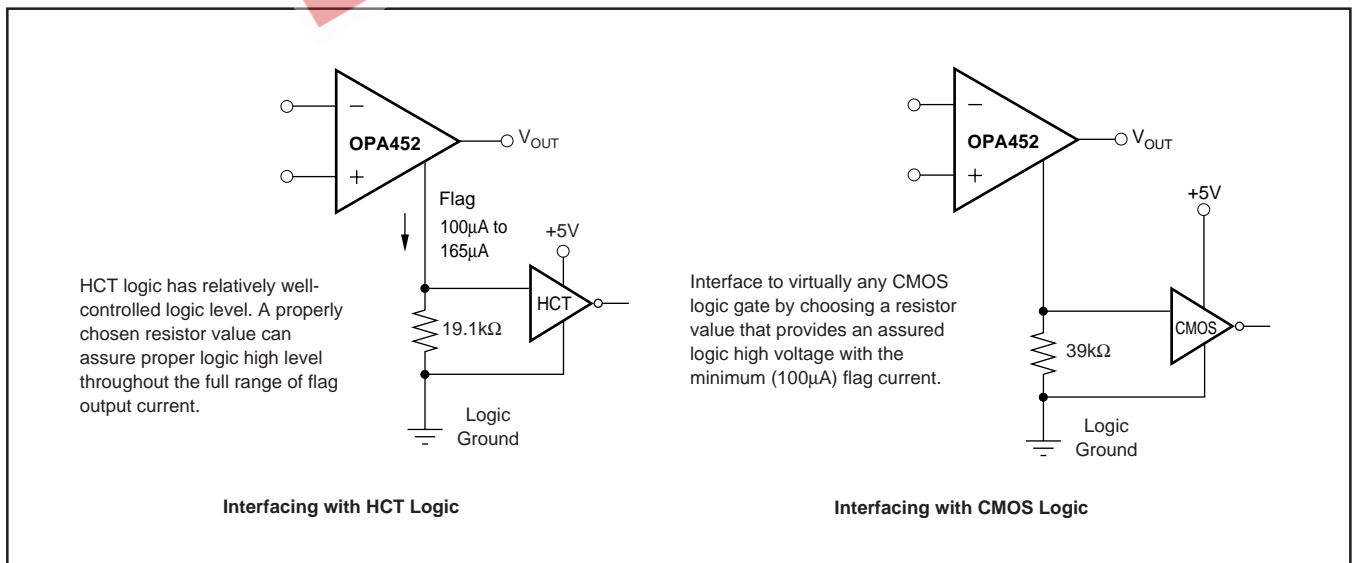 −
OPA452
VOUT
+
Flag
100µA to
165µA
+5V
HCT logic has relatively well-
controlled logic level. A properly
chosen resistor value can
assure proper logic high level
throughout the full range of flag
output current.
HCT
19.1kΩ
Logic
Ground
Interfacing with HCT Logic
−
OPA452
VOUT
+
+5V
Interface to virtually any CMOS
logic gate by choosing a resistor
value that provides an assured
logic high voltage with the
minimum (100µA) flag current.
CMOS
39kΩ
Logic
Ground
Interfacing with CMOS Logic